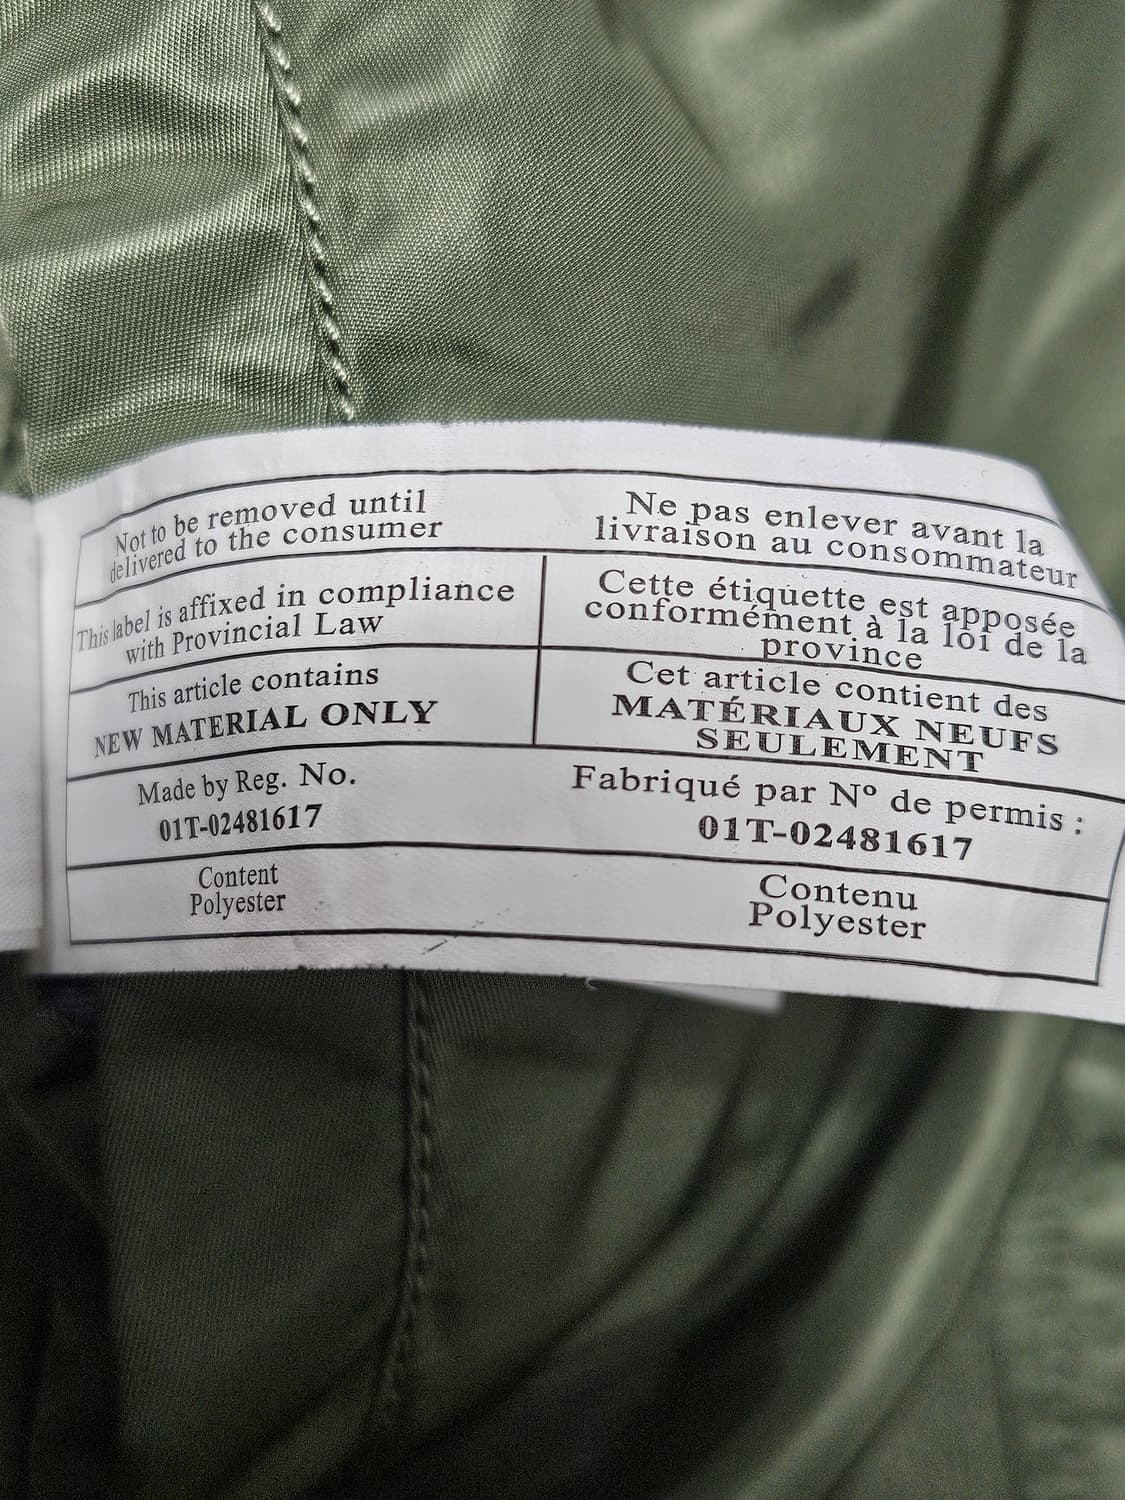 Not to be removed until
delivered to the consumer
Ne pas enlever avant la
livraison au consommateur
This label is affixed in compliance
with Provincial Law
Cette étiquette est apposée
conformément à la loi de la
province
This article contains
NEW MATERIAL ONLY
Cet article contient des
MATÉRIAUX NEUFS
SEULEMENT
Made by Reg. No.
01T-02481617
Fabriqué par Nº de permis :
01T-02481617
Content
Polyester
Contenu
Polyester